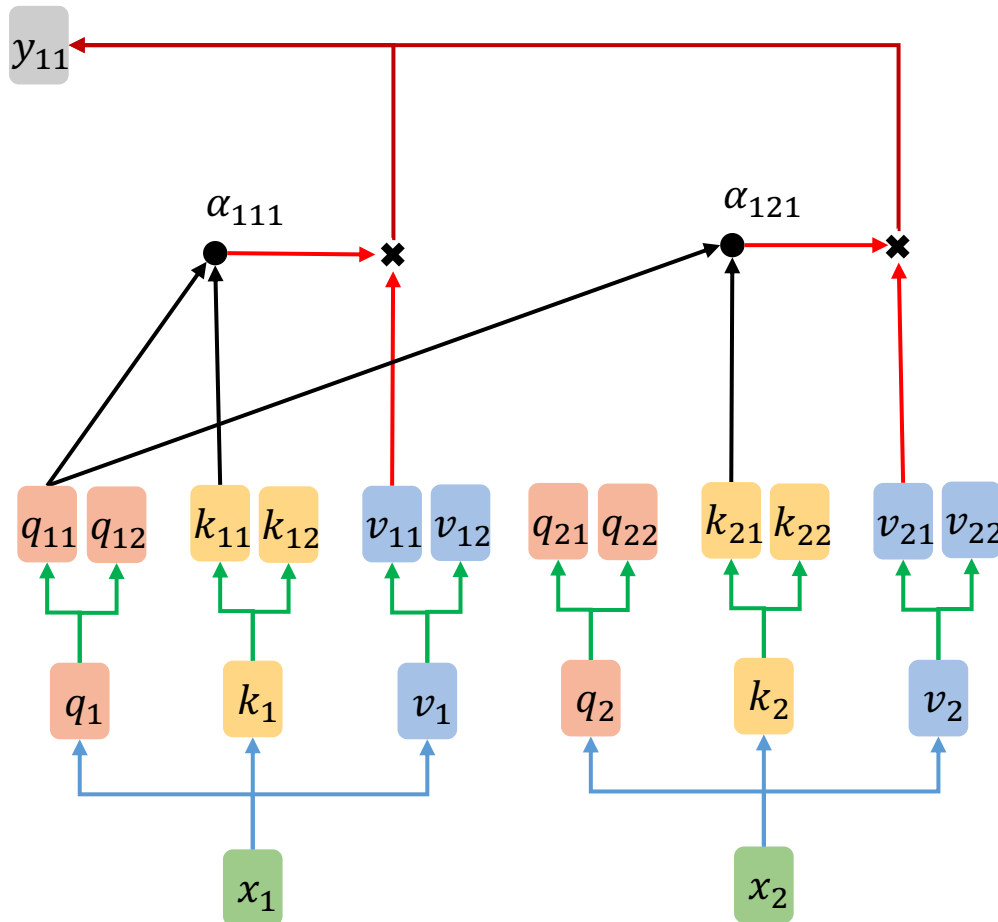 y₁₁
α₁₁₁ α₁₂₁
q₁₁ q₁₂ k₁₁ k₁₂ v₁₁ v₁₂ q₂₁ q₂₂ k₂₁ k₂₂ v₂₁ v₂₂
q₁ k₁ v₁ q₂ k₂ v₂
x₁ x₂